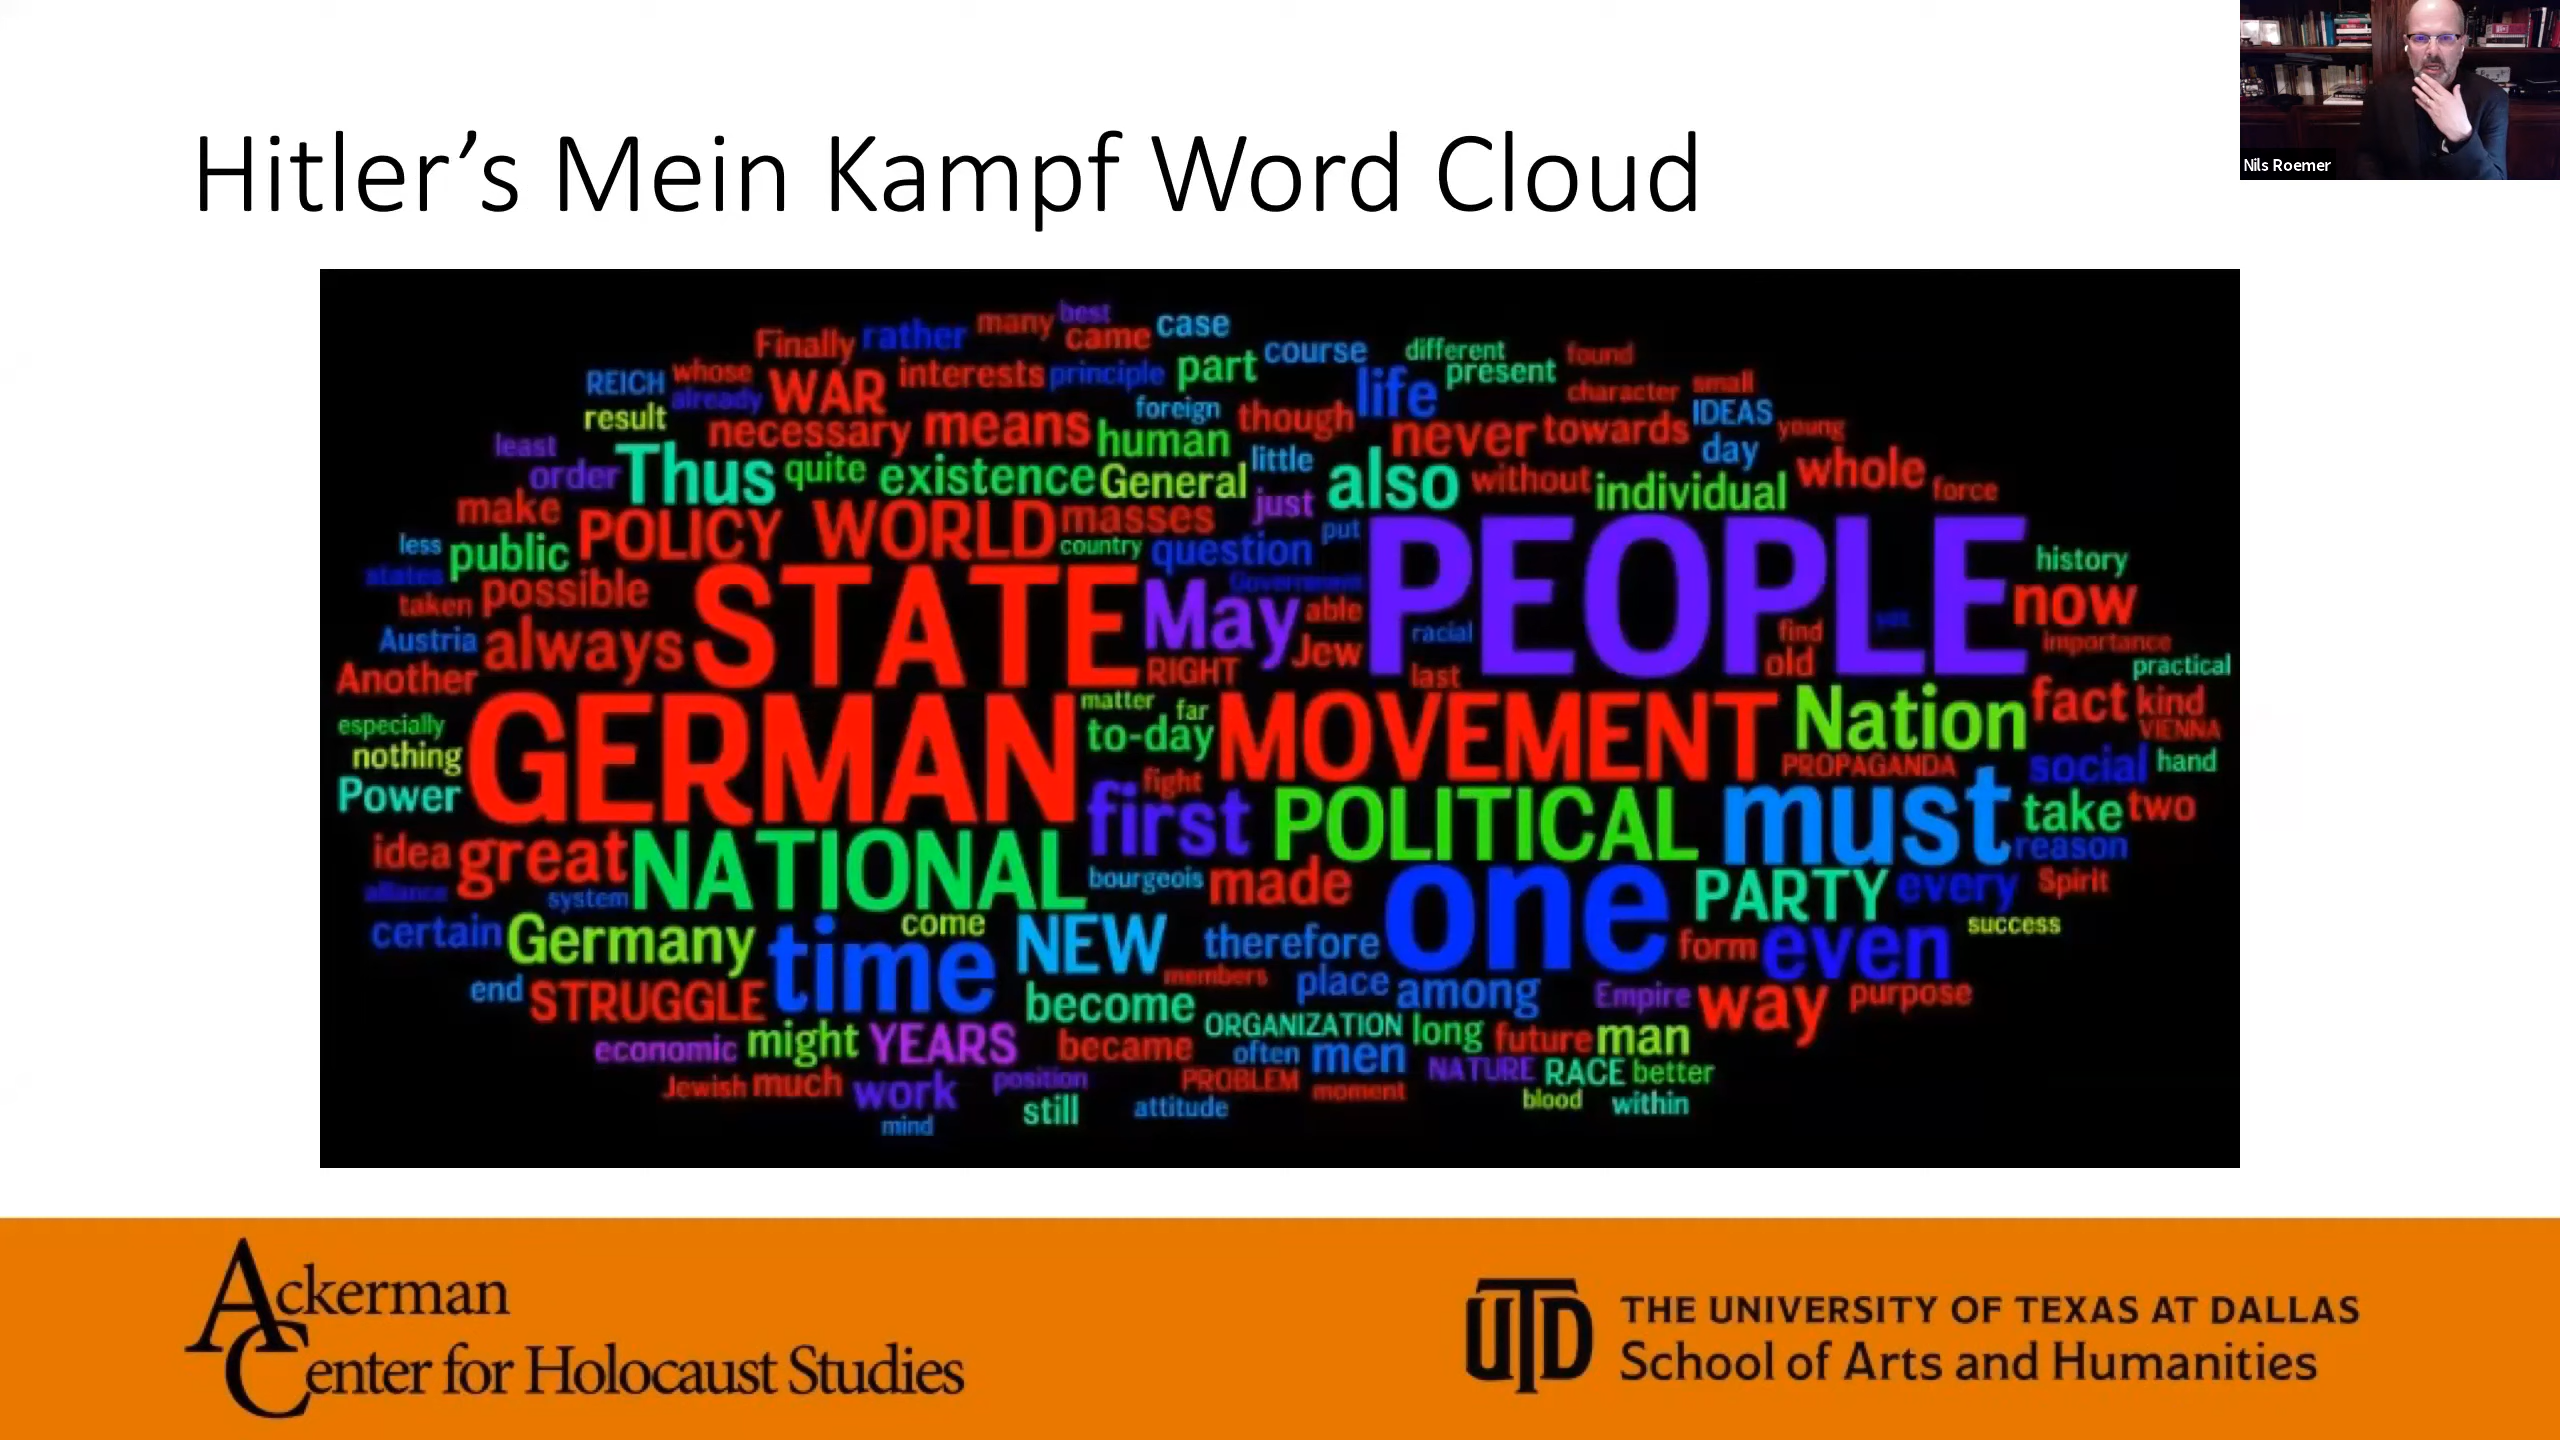 Hitler's Mein Kampf Word Cloud
Nils Roemer
best
Finally rather many came case
course different found
REICH whose WAR interests principle part life present character small
already foreign IDEAS
result necessary means human though never towards young
least little day
order Thus quite existence General also without individual whole force
make just
POLICY WORLD masses put
less public country question PEOPLE history
states
taken possible STATE May able racial find now
Austria always Jew old importance
Another RIGHT last practical
especially GERMAN matter far MOVEMENT Nation fact kind
nothing to-day PROPAGANDA social VIENNA
Power fight hand
first POLITICAL must take two
idea great NATIONAL reason
alliance system bourgeois made one PARTY every Spirit
certain Germany come NEW therefore form even success
time members
end STRUGGLE place among Empire way purpose
become
economic might YEARS became ORGANIZATION long future man
often men
Jewish much work position PROBLEM moment NATURE RACE better
still attitude blood within
mind
Ackerman
Center for Holocaust Studies
UTD
THE UNIVERSITY OF TEXAS AT DALLAS
School of Arts and Humanities